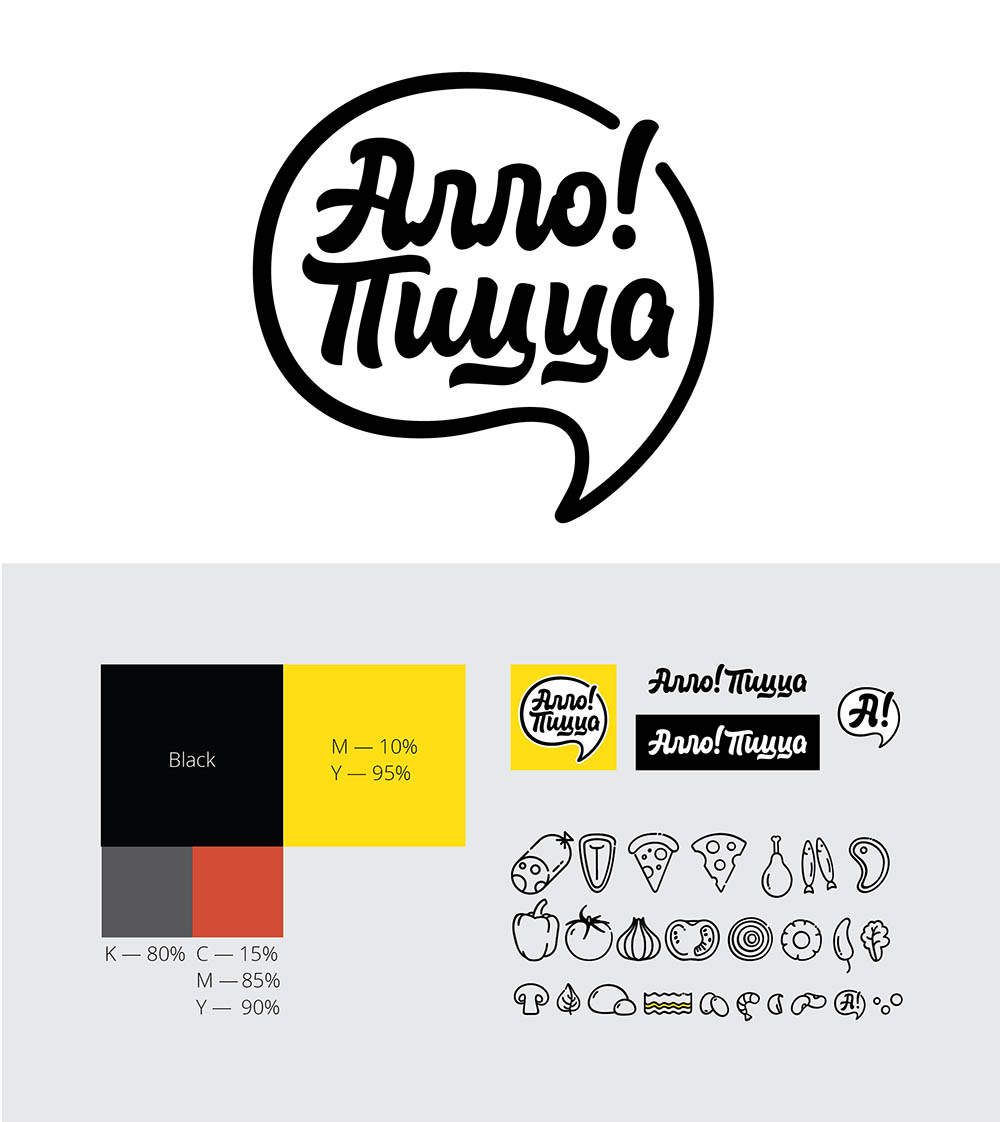 Алло!
Пицца
Black
M — 10%
Y — 95%
K — 80%
C — 15%
M — 85%
Y — 90%
Алло!
Пицца
Алло! Пицца
Алло! Пицца
А!
А!